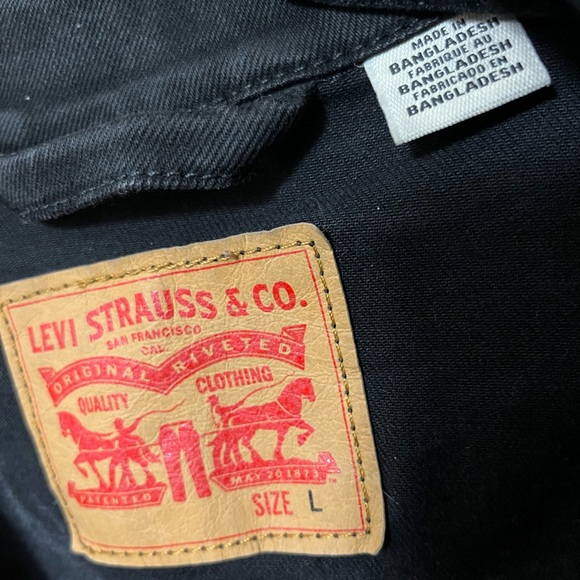 MADE IN
BANGLADESH
FABRIQUE AU
BANGLADESH
FABRICADO EN
BANGLADESH
LEVI STRAUSS & CO.
SAN FRANCISCO
CAL.
ORIGINAL RIVETED
QUALITY CLOTHING
PATENTED MAY 20 1873
SIZE L